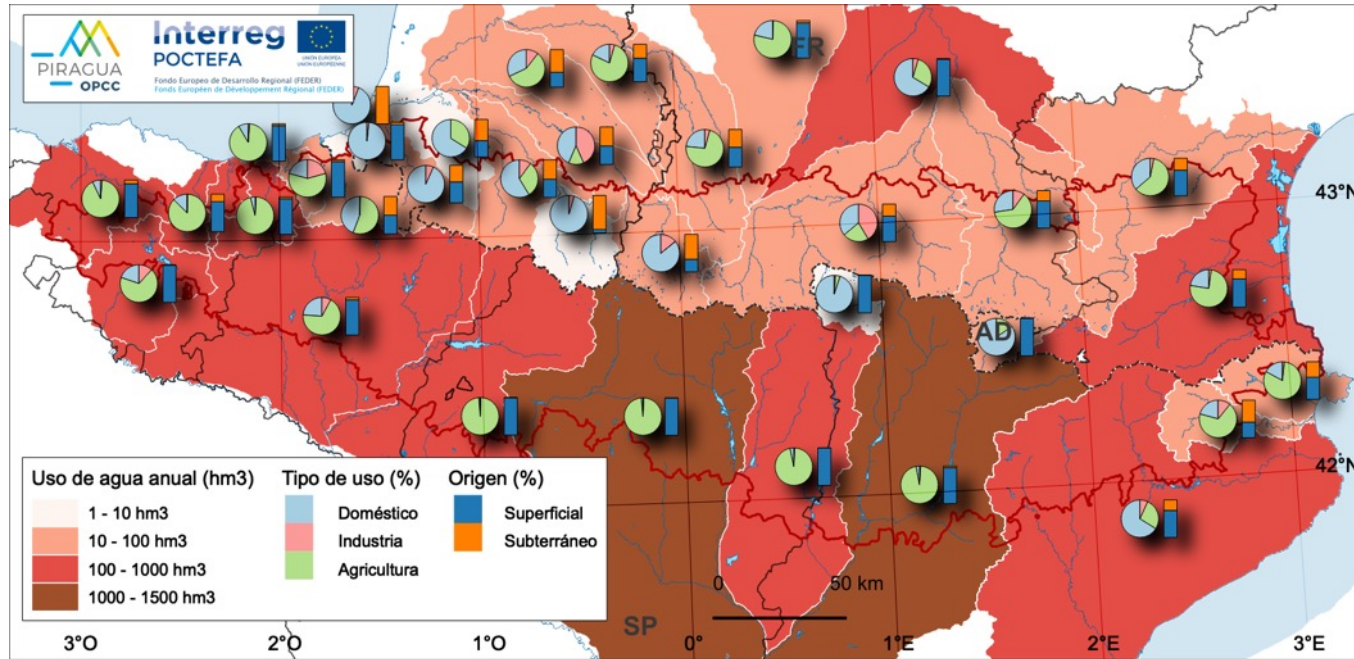 PIRAGUA
OPCC
Interreg
POCTEFA
UNION EUROPEA
UNION EUROPÉENNE
Fondo Europeo de Desarrollo Regional (FEDER)
Fonds Européen de Développement Régional (FEDER)
FR
43°N
AD
42°N
Uso de agua anual (hm3)
1 - 10 hm3
10 - 100 hm3
100 - 1000 hm3
1000 - 1500 hm3
Tipo de uso (%)
Doméstico
Industria
Agricultura
Origen (%)
Superficial
Subterráneo
0 50 km
SP
3°O 2°O 1°O 0° 1°E 2°E 3°E